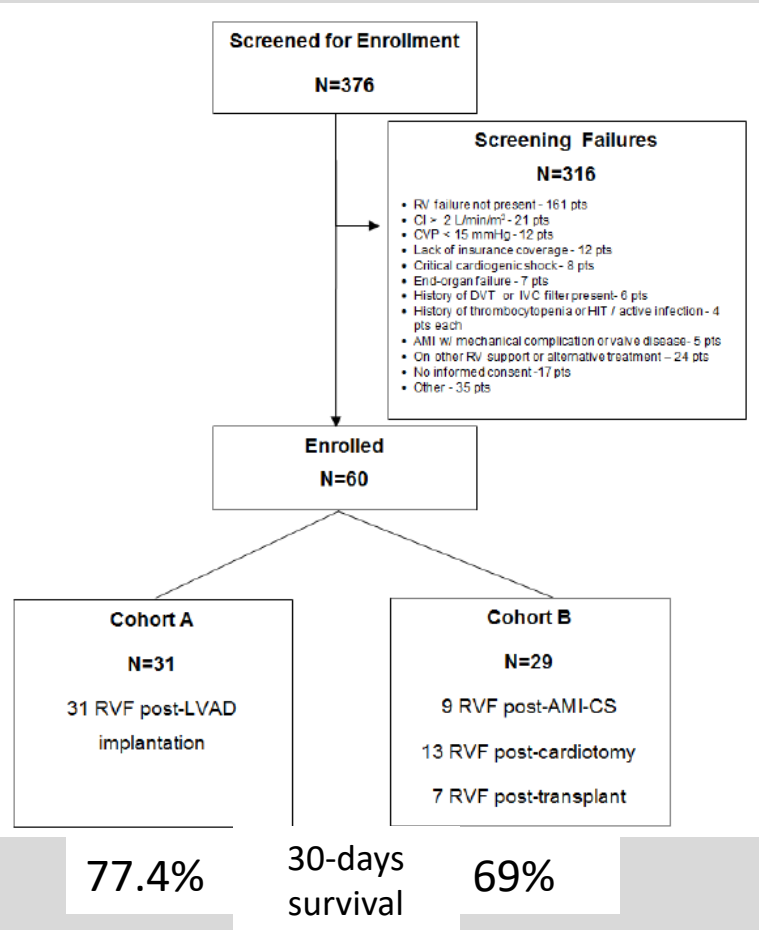 Screened for Enrollment
N=376
Screening Failures
N=316
• RV failure not present - 161 pts
• CI > 2 L/min/m² - 21 pts
• CVP < 15 mmHg - 12 pts
• Lack of insurance coverage - 12 pts
• Critical cardiogenic shock - 8 pts
• End-organ failure - 7 pts
• History of DVT or IVC filter present - 6 pts
• History of thrombocytopenia or HIT / active infection - 4
pts each
• AMI w/ mechanical complication or valve disease - 5 pts
• On other RV support or alternative treatment – 24 pts
• No informed consent -17 pts
• Other - 35 pts
Enrolled
N=60
Cohort A
N=31
31 RVF post-LVAD
implantation
Cohort B
N=29
9 RVF post-AMI-CS
13 RVF post-cardiotomy
7 RVF post-transplant
77.4%
30-days
survival
69%